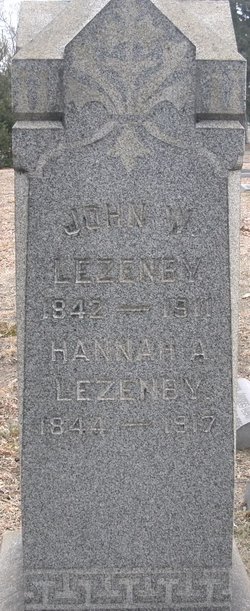 JOHN W.
LEZENBY
1842 — 1911
HANNAH A.
LEZENBY
1844 — 1917